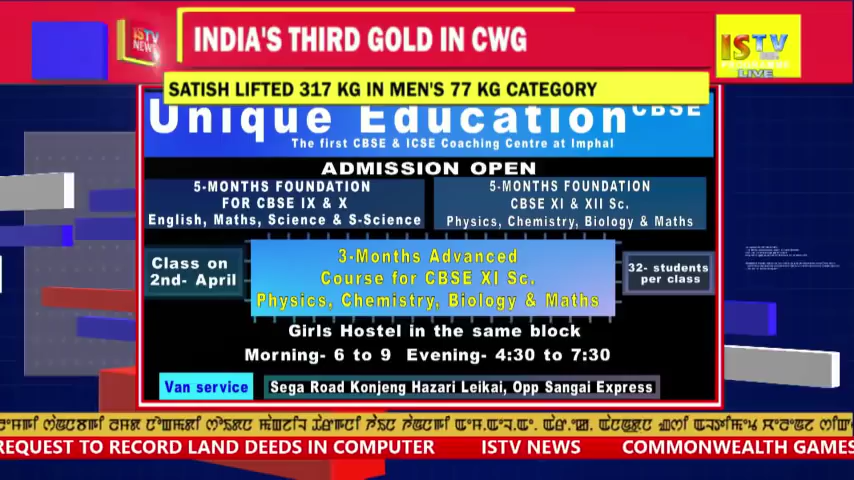 ISTV
NEWS
INDIA'S THIRD GOLD IN CWG
ISTV
PROGRAMME
LIVE
SATISH LIFTED 317 KG IN MEN'S 77 KG CATEGORY
Unique Education CBSE
The first CBSE & ICSE Coaching Centre at Imphal
ADMISSION OPEN
5-MONTHS FOUNDATION
FOR CBSE IX & X
English, Maths, Science & S-Science
5-MONTHS FOUNDATION
CBSE XI & XII Sc.
Physics, Chemistry, Biology & Maths
Class on
2nd- April
3-Months Advanced
Course for CBSE XI Sc.
Physics, Chemistry, Biology & Maths
32- students
per class
Girls Hostel in the same block
Morning- 6 to 9 Evening- 4:30 to 7:30
Van service
Sega Road Konjeng Hazari Leikai, Opp Sangai Express
REQUEST TO RECORD LAND DEEDS IN COMPUTER ISTV NEWS COMMONWEALTH GAMES